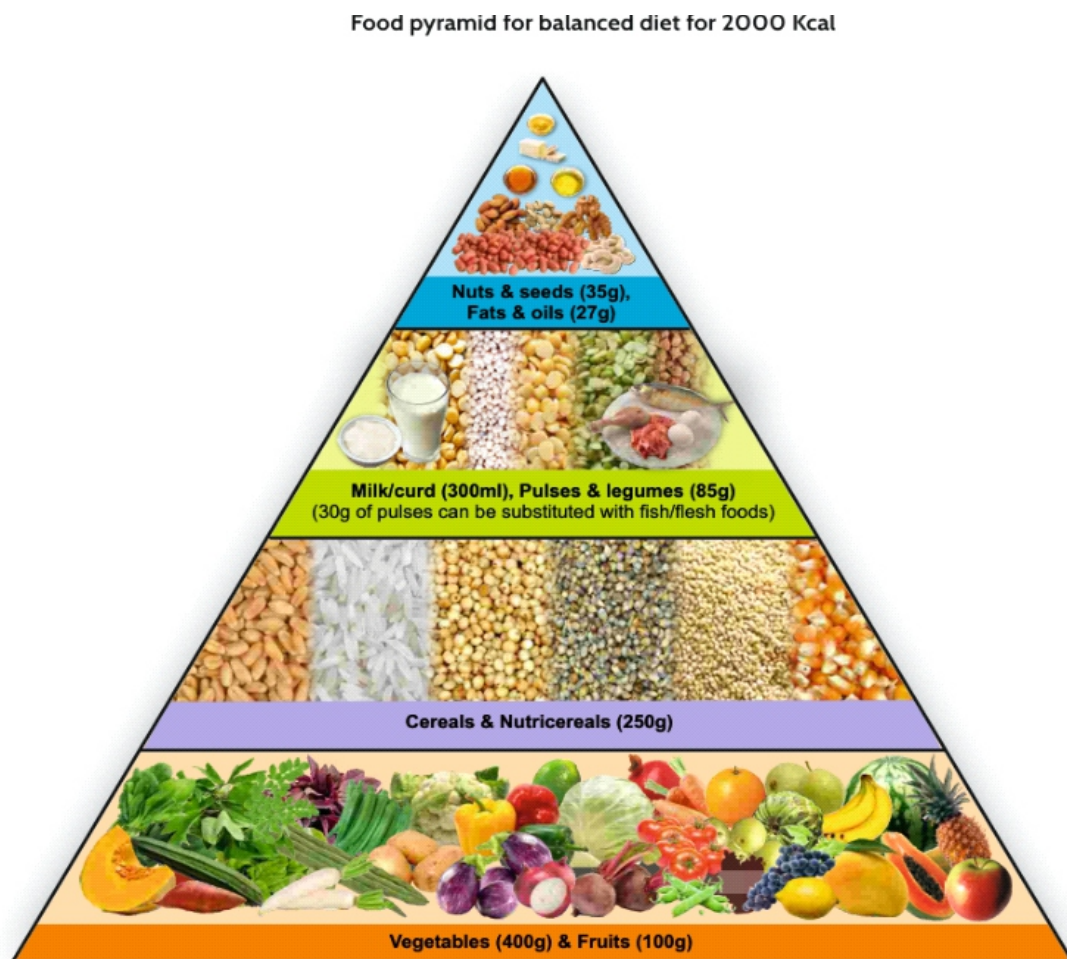 Food pyramid for balanced diet for 2000 Kcal
Nuts & seeds (35g),
Fats & oils (27g)
Milk/curd (300ml), Pulses & legumes (85g)
(30g of pulses can be substituted with fish/flesh foods)
Cereals & Nutricereals (250g)
Vegetables (400g) & Fruits (100g)